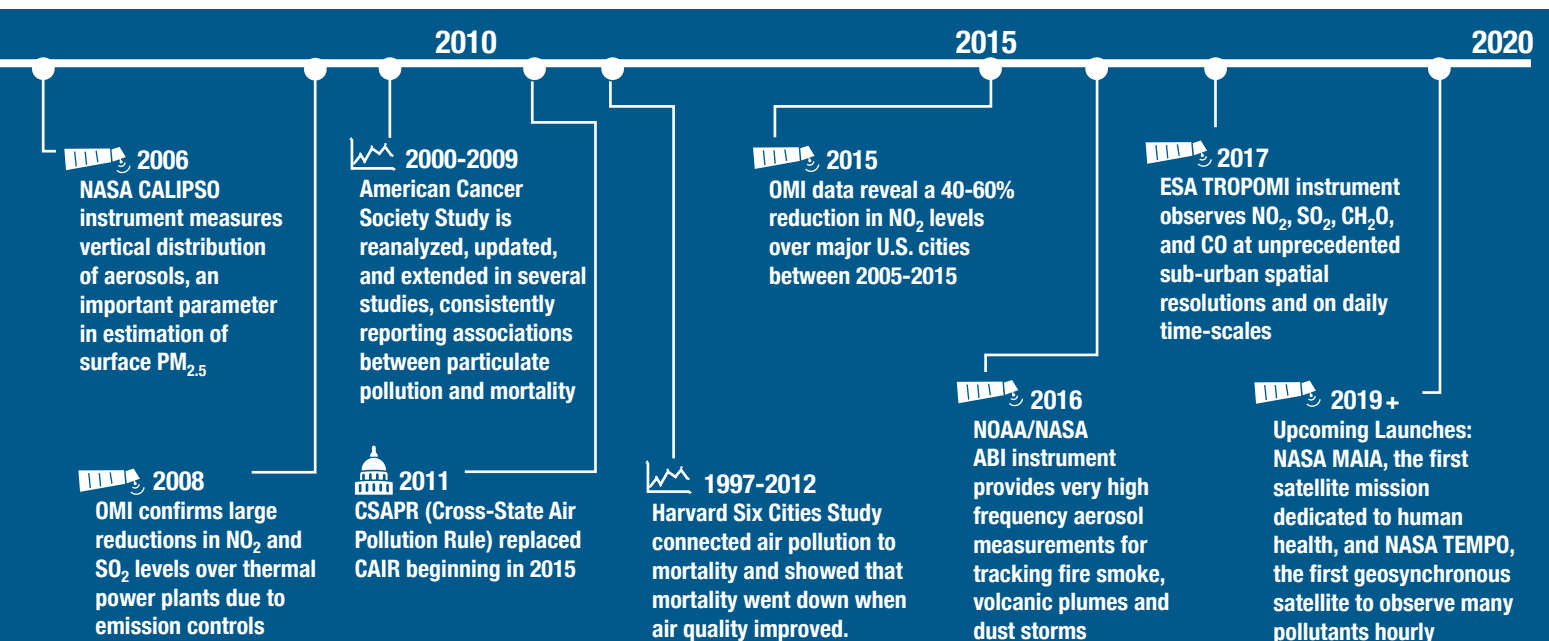 2010
2015
2020
2006
NASA CALIPSO
instrument measures
vertical distribution
of aerosols, an
important parameter
in estimation of
surface PM₂.₅
2008
OMI confirms large
reductions in NO₂ and
SO₂ levels over thermal
power plants due to
emission controls
2000-2009
American Cancer
Society Study is
reanalyzed, updated,
and extended in several
studies, consistently
reporting associations
between particulate
pollution and mortality
2011
CSAPR (Cross-State Air
Pollution Rule) replaced
CAIR beginning in 2015
1997-2012
Harvard Six Cities Study
connected air pollution to
mortality and showed that
mortality went down when
air quality improved.
2015
OMI data reveal a 40-60%
reduction in NO₂ levels
over major U.S. cities
between 2005-2015
2016
NOAA/NASA
ABI instrument
provides very high
frequency aerosol
measurements for
tracking fire smoke,
volcanic plumes and
dust storms
2017
ESA TROPOMI instrument
observes NO₂, SO₂, CH₂O,
and CO at unprecedented
sub-urban spatial
resolutions and on daily
time-scales
2019+
Upcoming Launches:
NASA MAIA, the first
satellite mission
dedicated to human
health, and NASA TEMPO,
the first geosynchronous
satellite to observe many
pollutants hourly